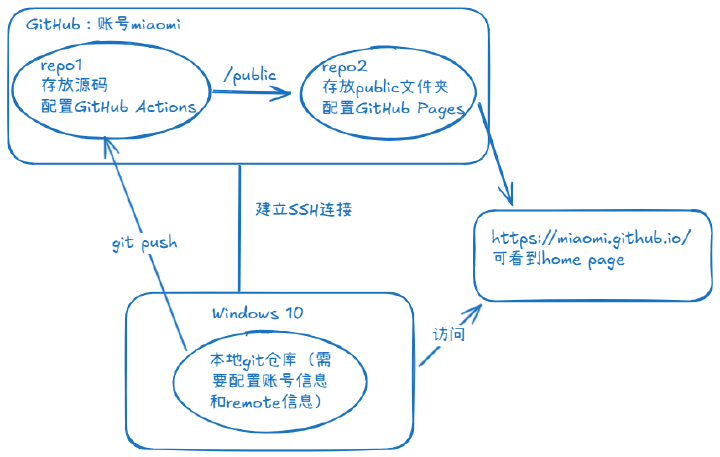 GitHub：账号miaomi
repo1
存放源码
配置GitHub Actions
/public
repo2
存放public文件夹
配置GitHub Pages
建立SSH连接
git push
https://miaomi.github.io/
可看到home page
Windows 10
访问
本地git仓库（需
要配置账号信息
和remote信息）